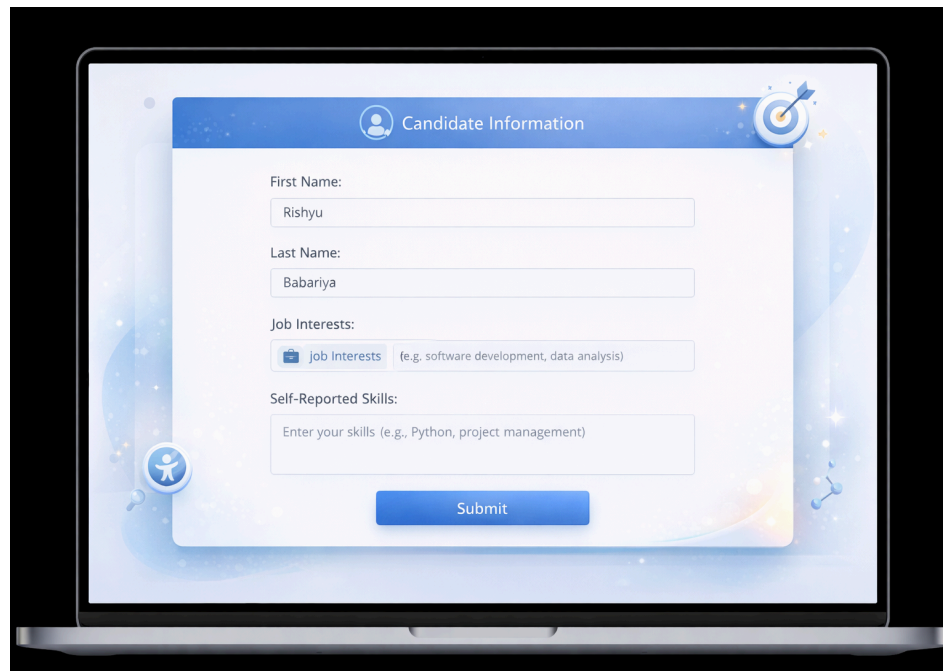 Candidate Information
First Name:
Rishyu
Last Name:
Babariya
Job Interests:
job Interests (e.g. software development, data analysis)
Self-Reported Skills:
Enter your skills (e.g., Python, project management)
Submit